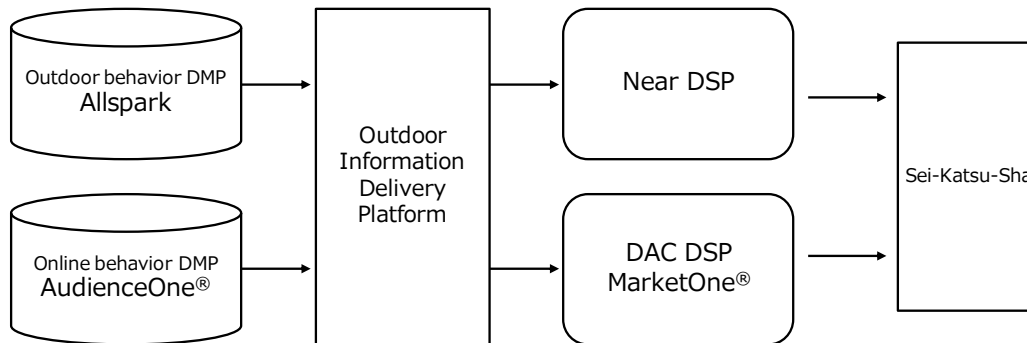 Outdoor behavior DMP
Allspark
Online behavior DMP
AudienceOne®
Outdoor
Information
Delivery
Platform
Near DSP
DAC DSP
MarketOne®
Sei-Katsu-Sha